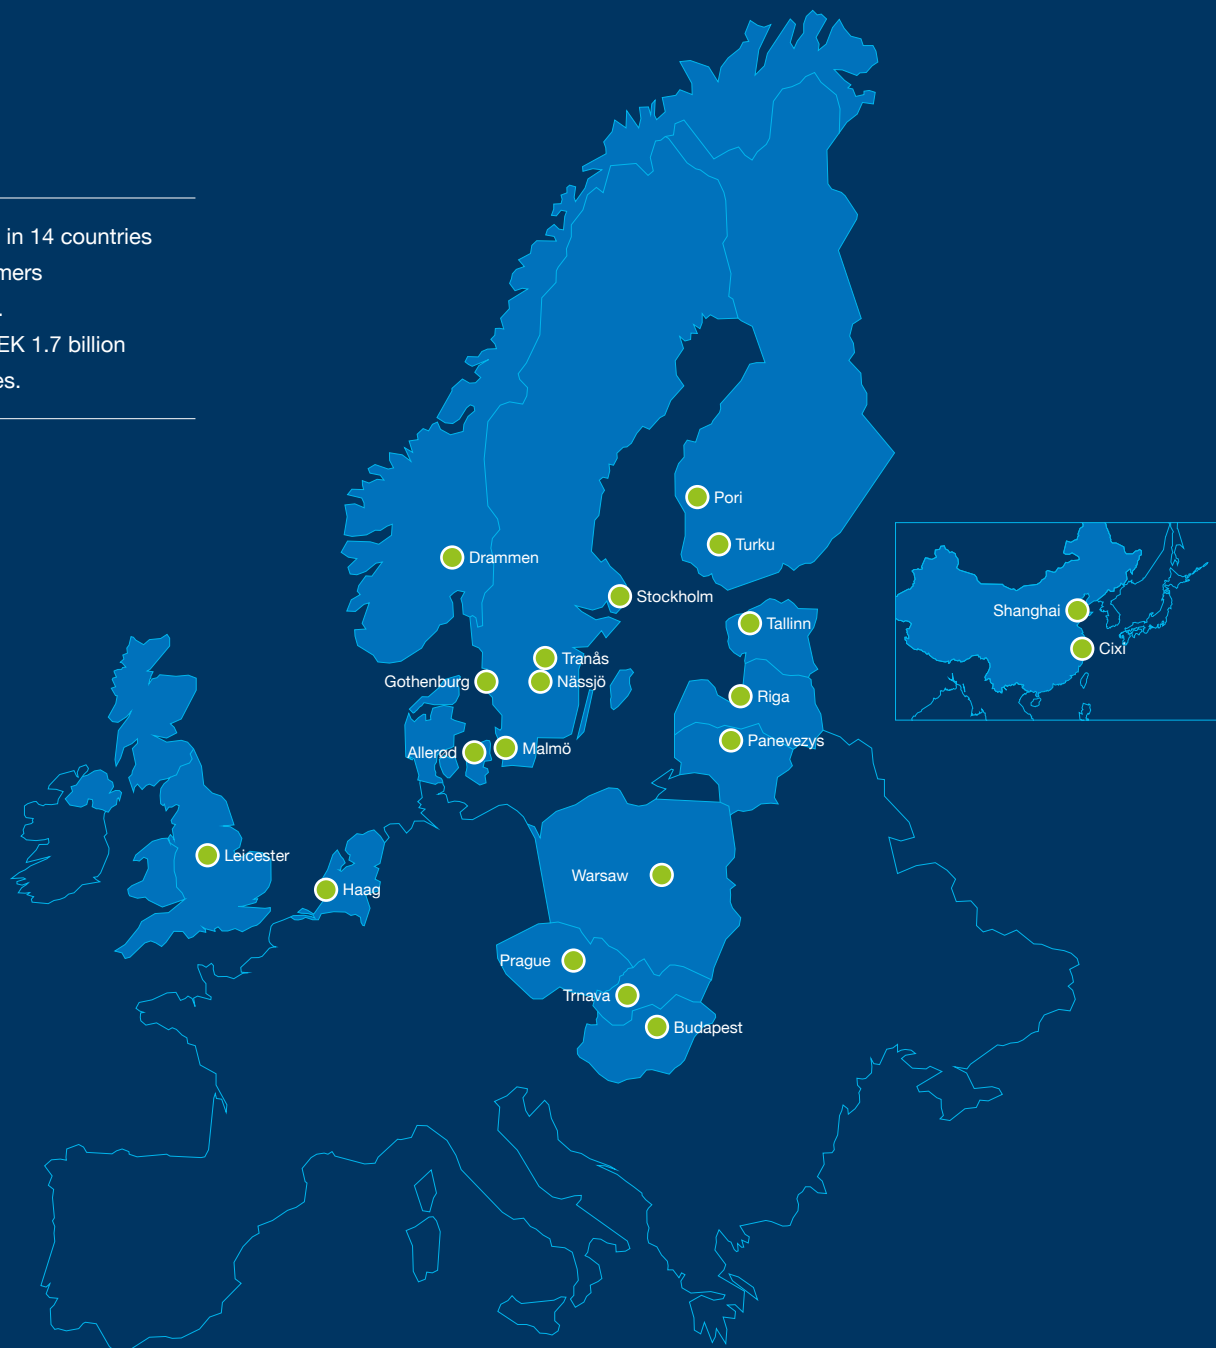 in 14 countries
mers
.
EK 1.7 billion
es.
Pori
Turku
Drammen
Stockholm
Shanghai
Tallinn
Cixi
Tranås
Gothenburg
Nässjö
Riga
Panevezys
Malmö
Allerød
Leicester
Warsaw
Haag
Prague
Trnava
Budapest